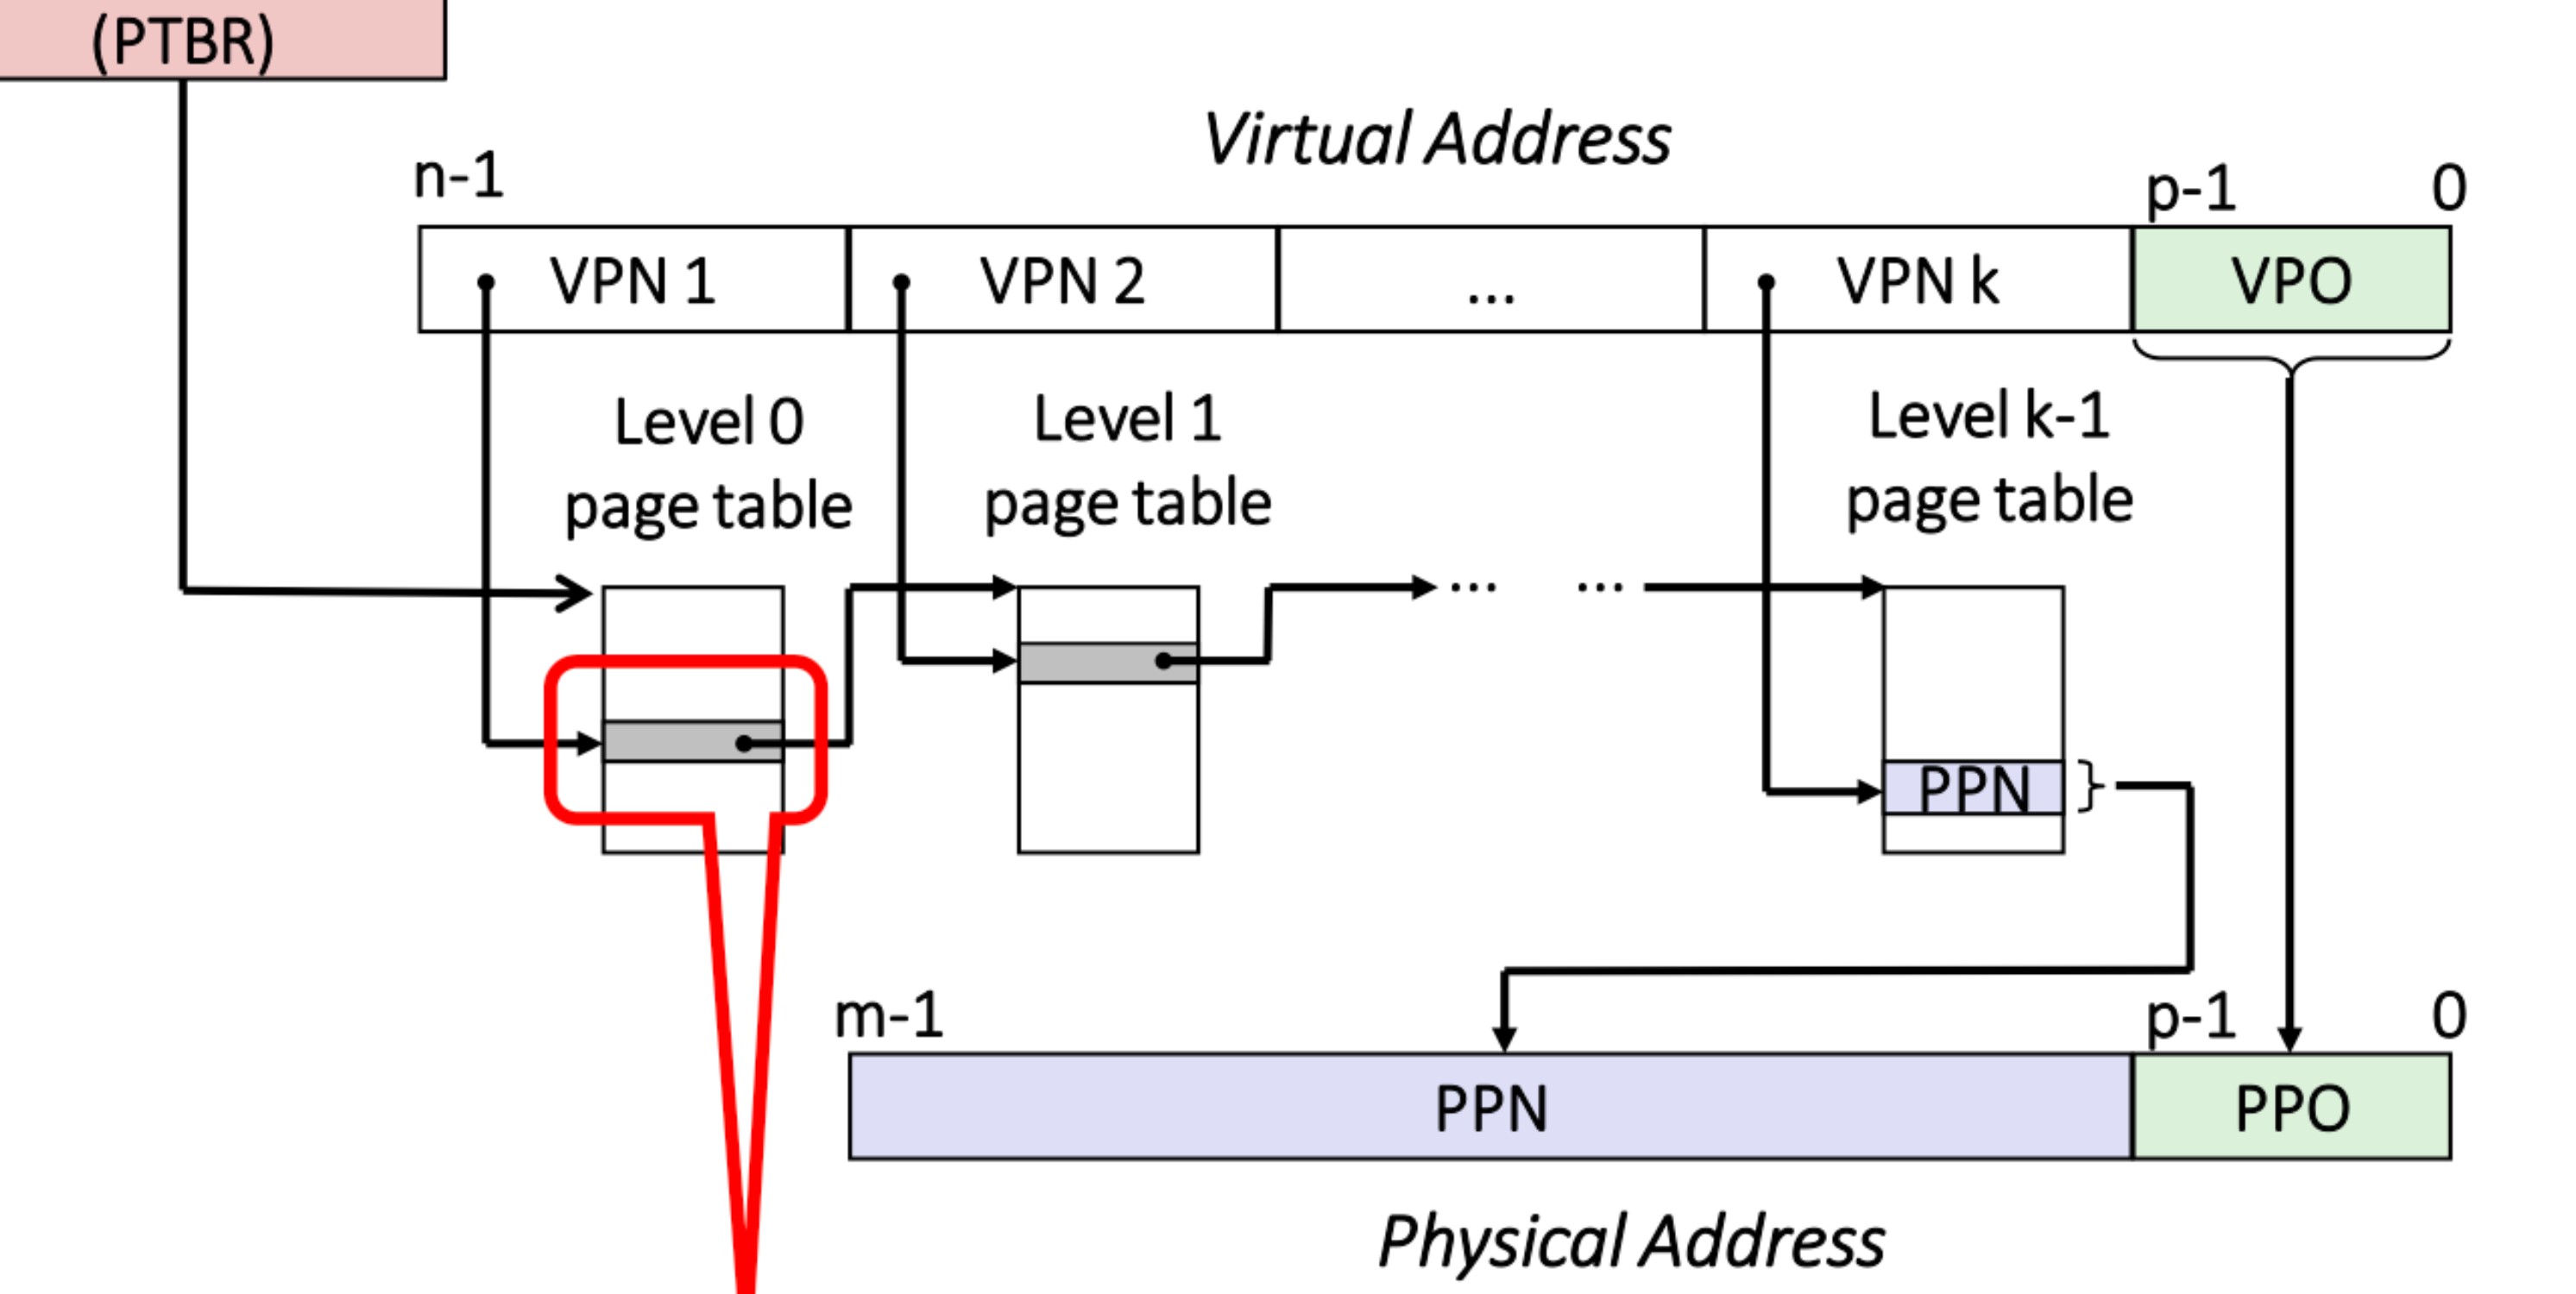 (PTBR)
Virtual Address
n-1
p-1
0
VPN 1
VPN 2
...
VPN k
VPO
Level 0
page table
Level 1
page table
Level k-1
page table
...
...
PPN
m-1
p-1
0
PPN
PPO
Physical Address